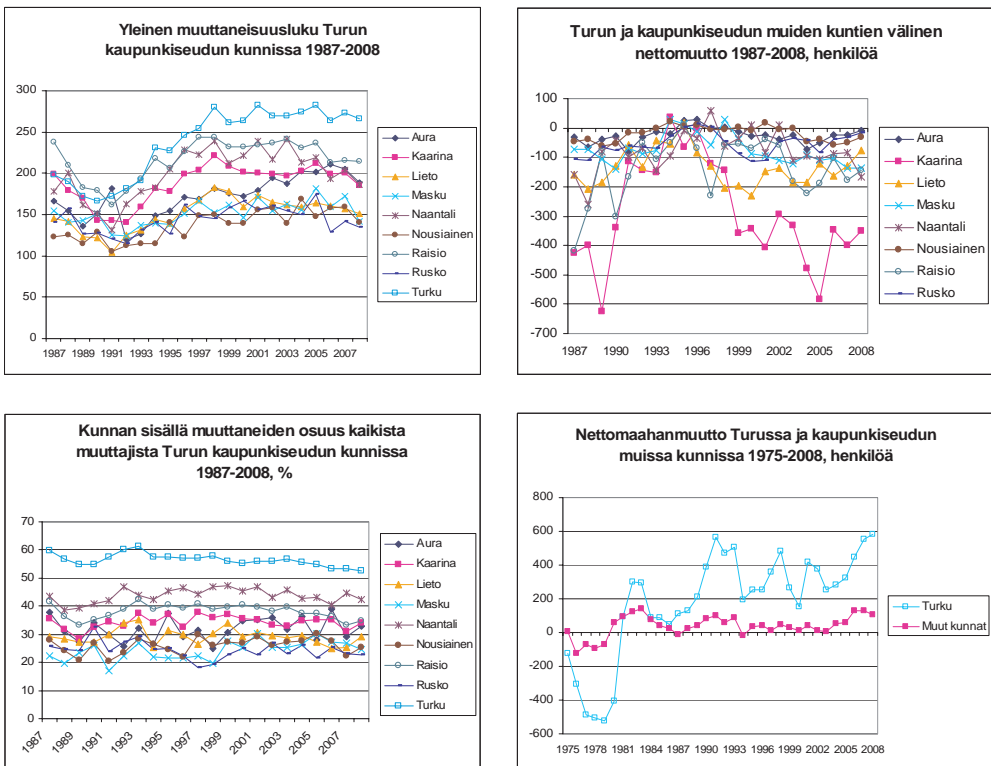 Yleinen muuttaneisuusluku Turun
kaupunkiseudun kunnissa 1987-2008
300
250
200
150
100
50
0
1987 1989 1991 1993 1995 1997 1999 2001 2003 2005 2007
Aura
Kaarina
Lieto
Masku
Naantali
Nousiainen
Raisio
Rusko
Turku
Turun ja kaupunkiseudun muiden kuntien välinen
nettomuutto 1987-2008, henkilöä
100
0
-100
-200
-300
-400
-500
-600
-700
1987 1990 1993 1996 1999 2002 2005 2008
Aura
Kaarina
Lieto
Masku
Naantali
Nousiainen
Raisio
Rusko
Kunnan sisällä muuttaneiden osuus kaikista
muuttajista Turun kaupunkiseudun kunnissa
1987-2008, %
70
60
50
40
30
20
10
0
1987 1989 1991 1993 1995 1997 1999 2001 2003 2005 2007
Aura
Kaarina
Lieto
Masku
Naantali
Nousiainen
Raisio
Rusko
Turku
Nettomaahanmuutto Turussa ja kaupunkiseudun
muissa kunnissa 1975-2008, henkilöä
800
600
400
200
0
-200
-400
-600
1975 1978 1981 1984 1987 1990 1993 1996 1999 2002 2005 2008
Turku
Muut kunnat